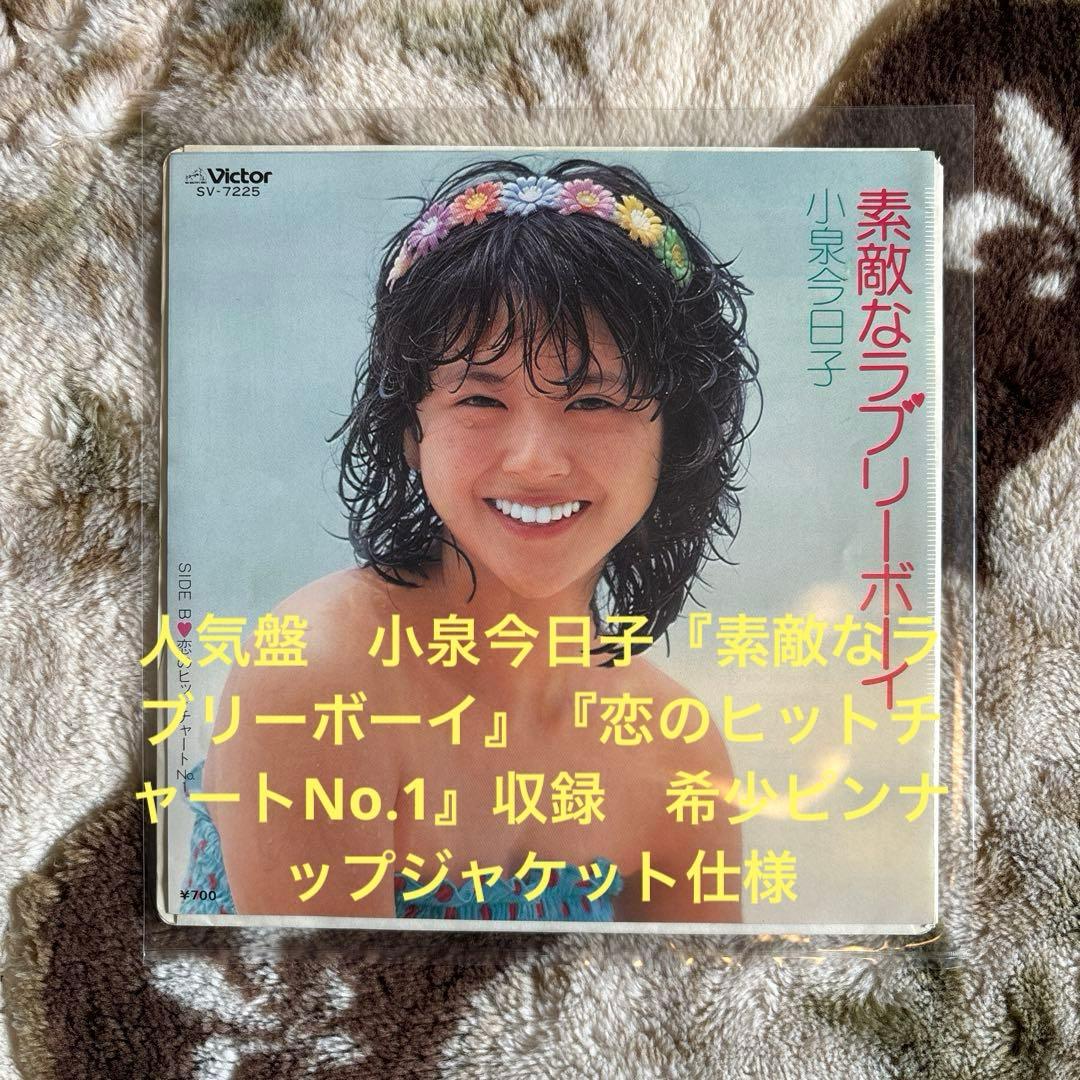 Victor
SV-7225
素敵なラブリーボーイ
小泉今日子
SIDE B♥恋のヒットチャートNo.1
¥700
人気盤　小泉今日子『素敵なラ
ブリーボーイ』『恋のヒットチ
ャートNo.1』収録　希少ピンナ
ップジャケット仕様